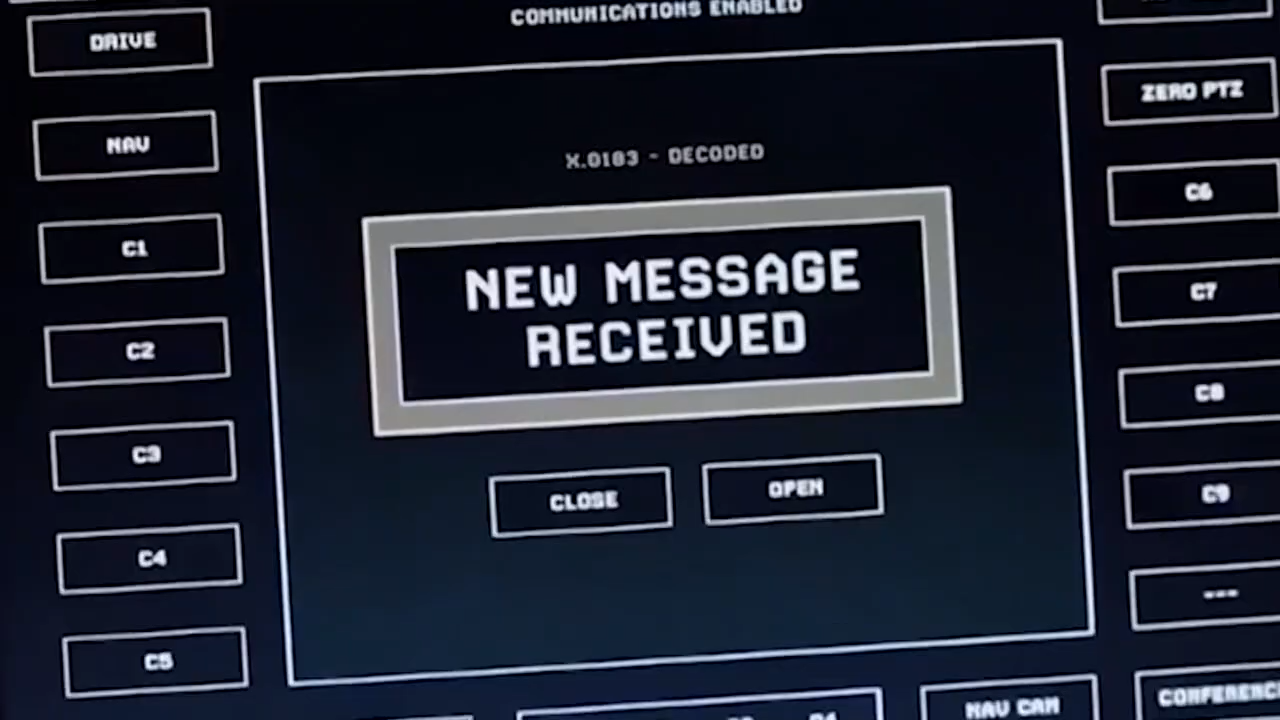 COMMUNICATIONS ENABLED
DRIVE
NAV
C1
C2
C3
C4
C5
X.0183 - DECODED
NEW MESSAGE
RECEIVED
CLOSE
OPEN
ZERO PTZ
C6
C7
C8
C9
---
NAV CAM